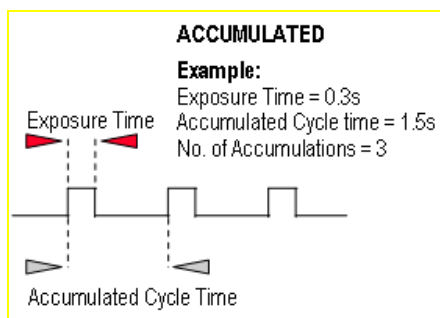 ACCUMULATED
Example:
Exposure Time = 0.3s
Accumulated Cycle time = 1.5s
No. of Accumulations = 3
Exposure Time
Accumulated Cycle Time